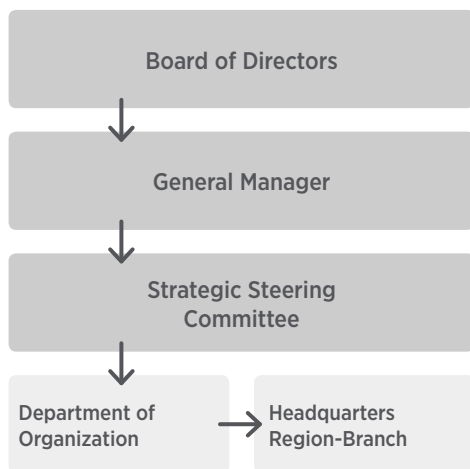 Board of Directors
General Manager
Strategic Steering
Committee
Department of
Organization
Headquarters
Region-Branch